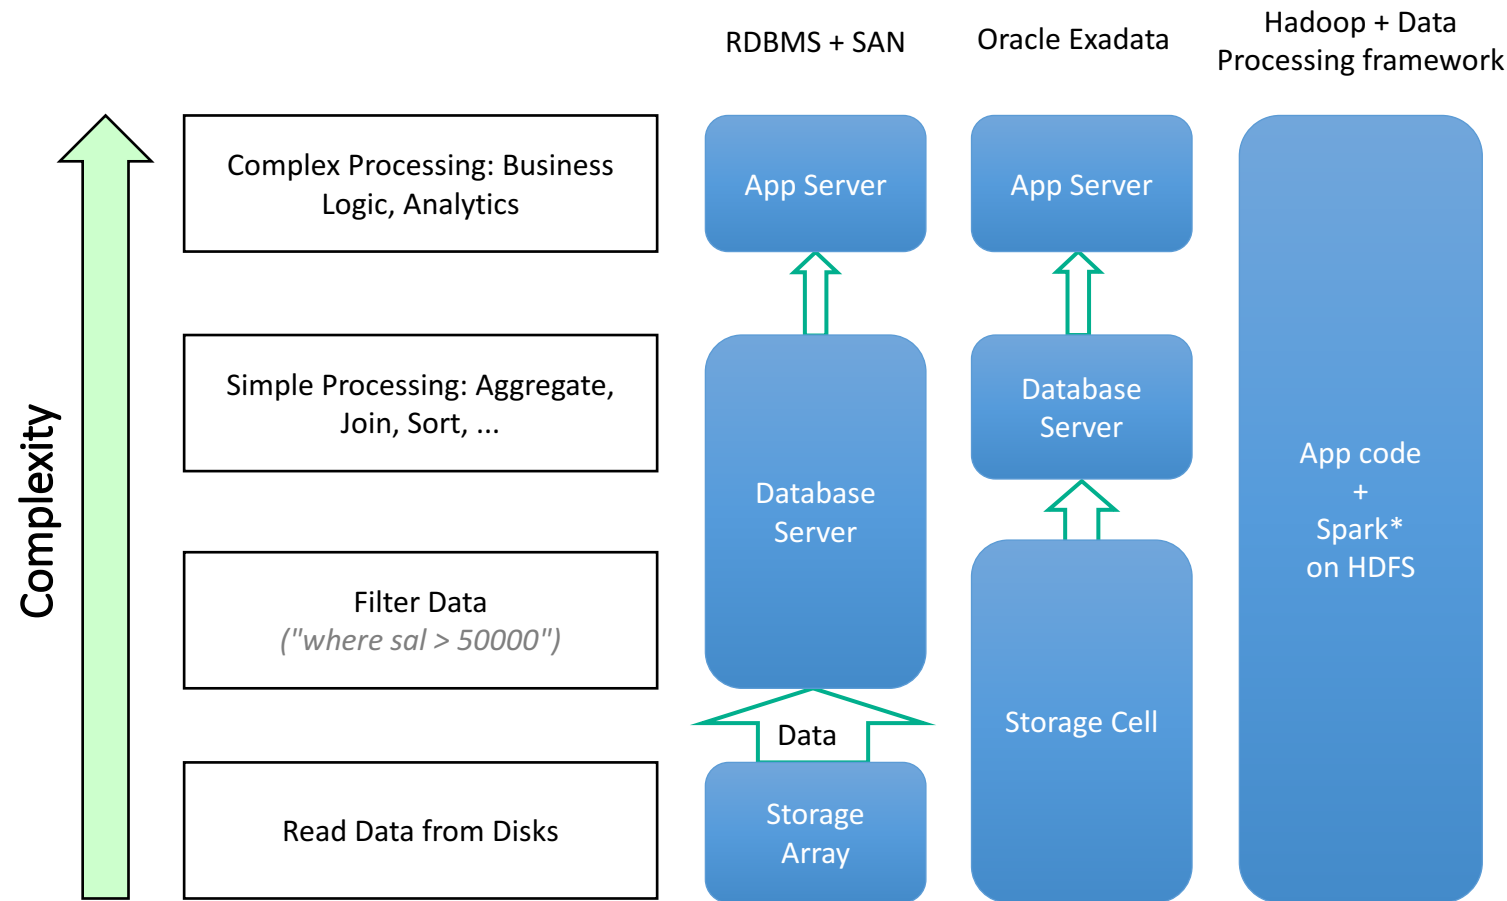 RDBMS + SAN
Oracle Exadata
Hadoop + Data
Processing framework
Complexity
Complex Processing: Business
Logic, Analytics
App Server
App Server
Simple Processing: Aggregate,
Join, Sort, ...
Database
Server
Database
Server
App code
+
Spark*
on HDFS
Filter Data
("where sal > 50000")
Data
Storage Cell
Read Data from Disks
Storage
Array